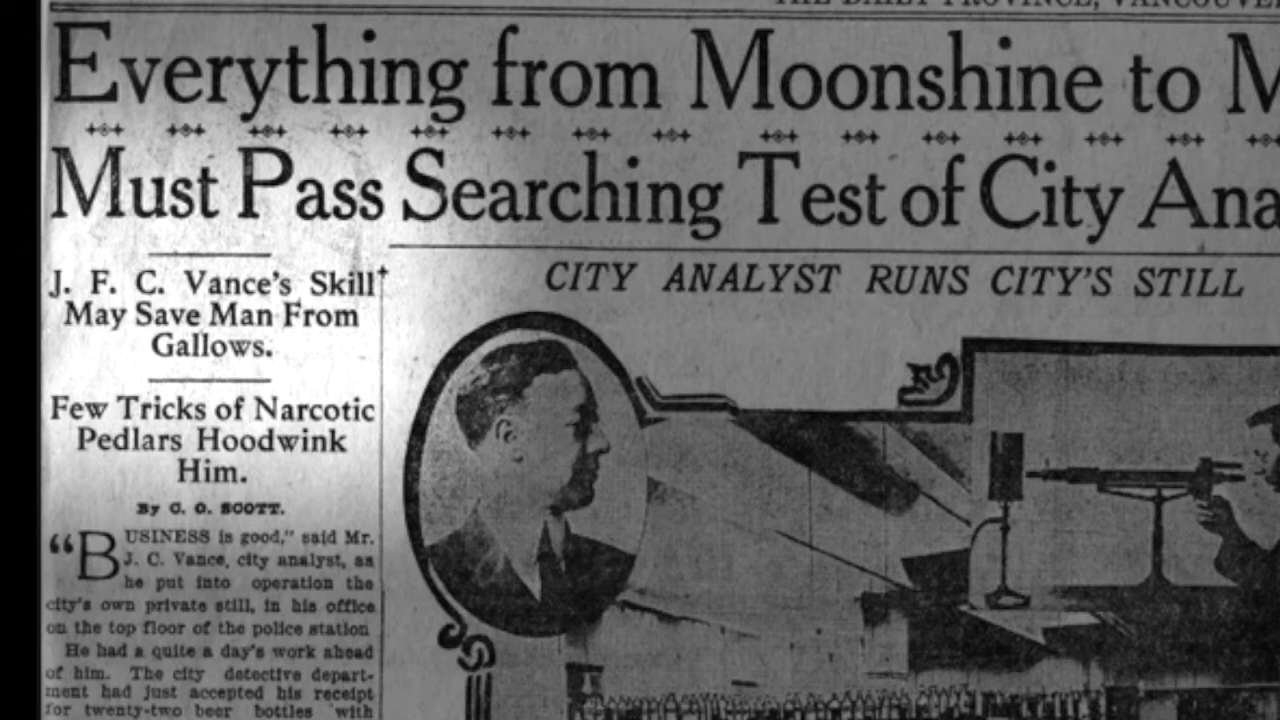 THE DAILY PROVINCE, VANCOUVER
Everything from Moonshine to M
Must Pass Searching Test of City Ana
J. F. C. Vance's Skill
May Save Man From
Gallows.
Few Tricks of Narcotic
Pedlars Hoodwink
Him.
By C. O. SCOTT.
"BUSINESS is good," said Mr.
J. C. Vance, city analyst, as
he put into operation the
city's own private still, in his office
on the top floor of the police station
He had a quite a day's work ahead
of him. The city detective depart-
ment had just accepted his receipt
for twenty-two beer bottles with
CITY ANALYST RUNS CITY'S STILL